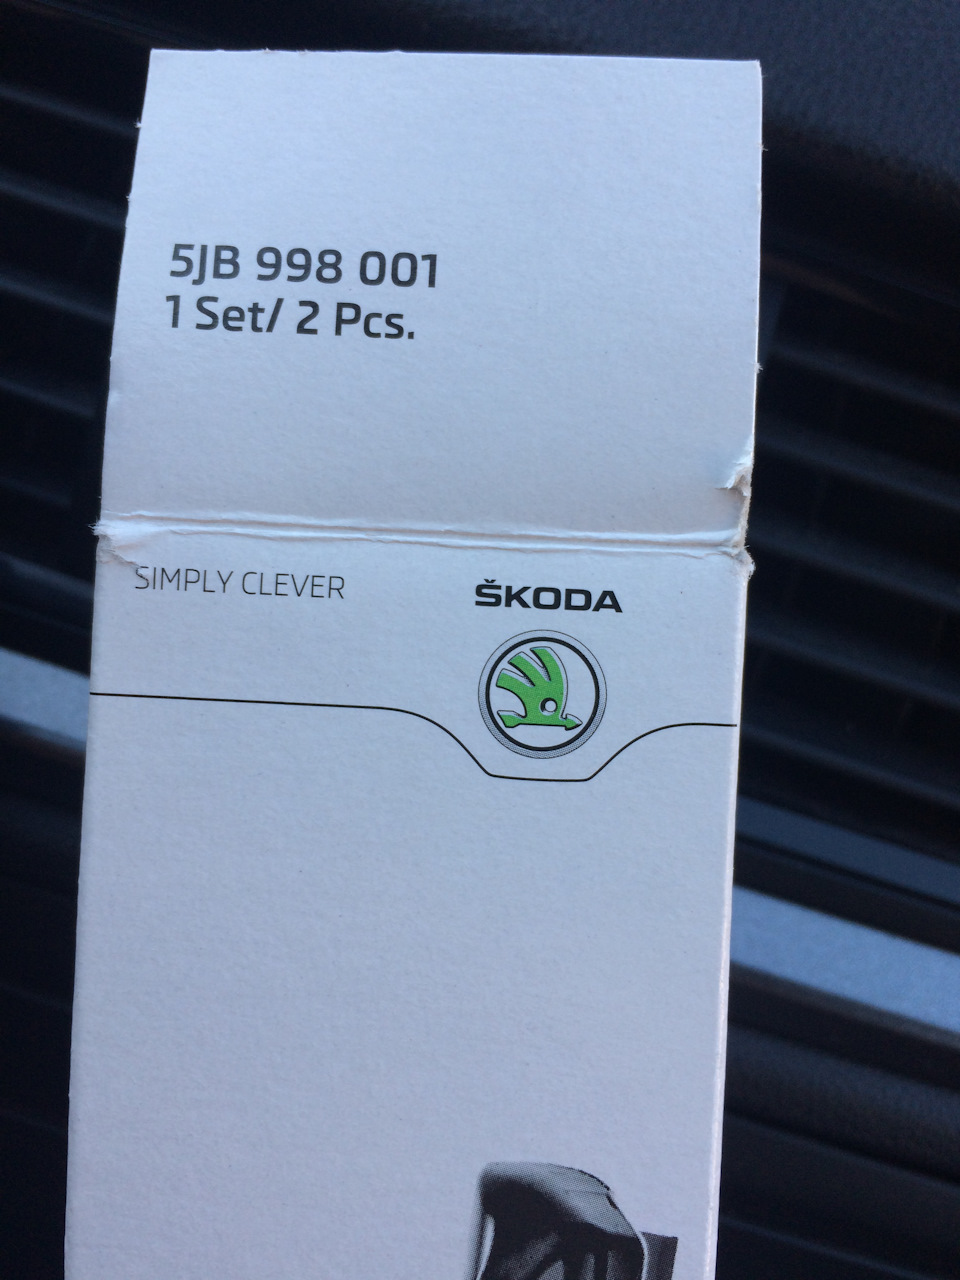 5JB 998 001
1 Set/ 2 Pcs.
SIMPLY CLEVER
ŠKODA